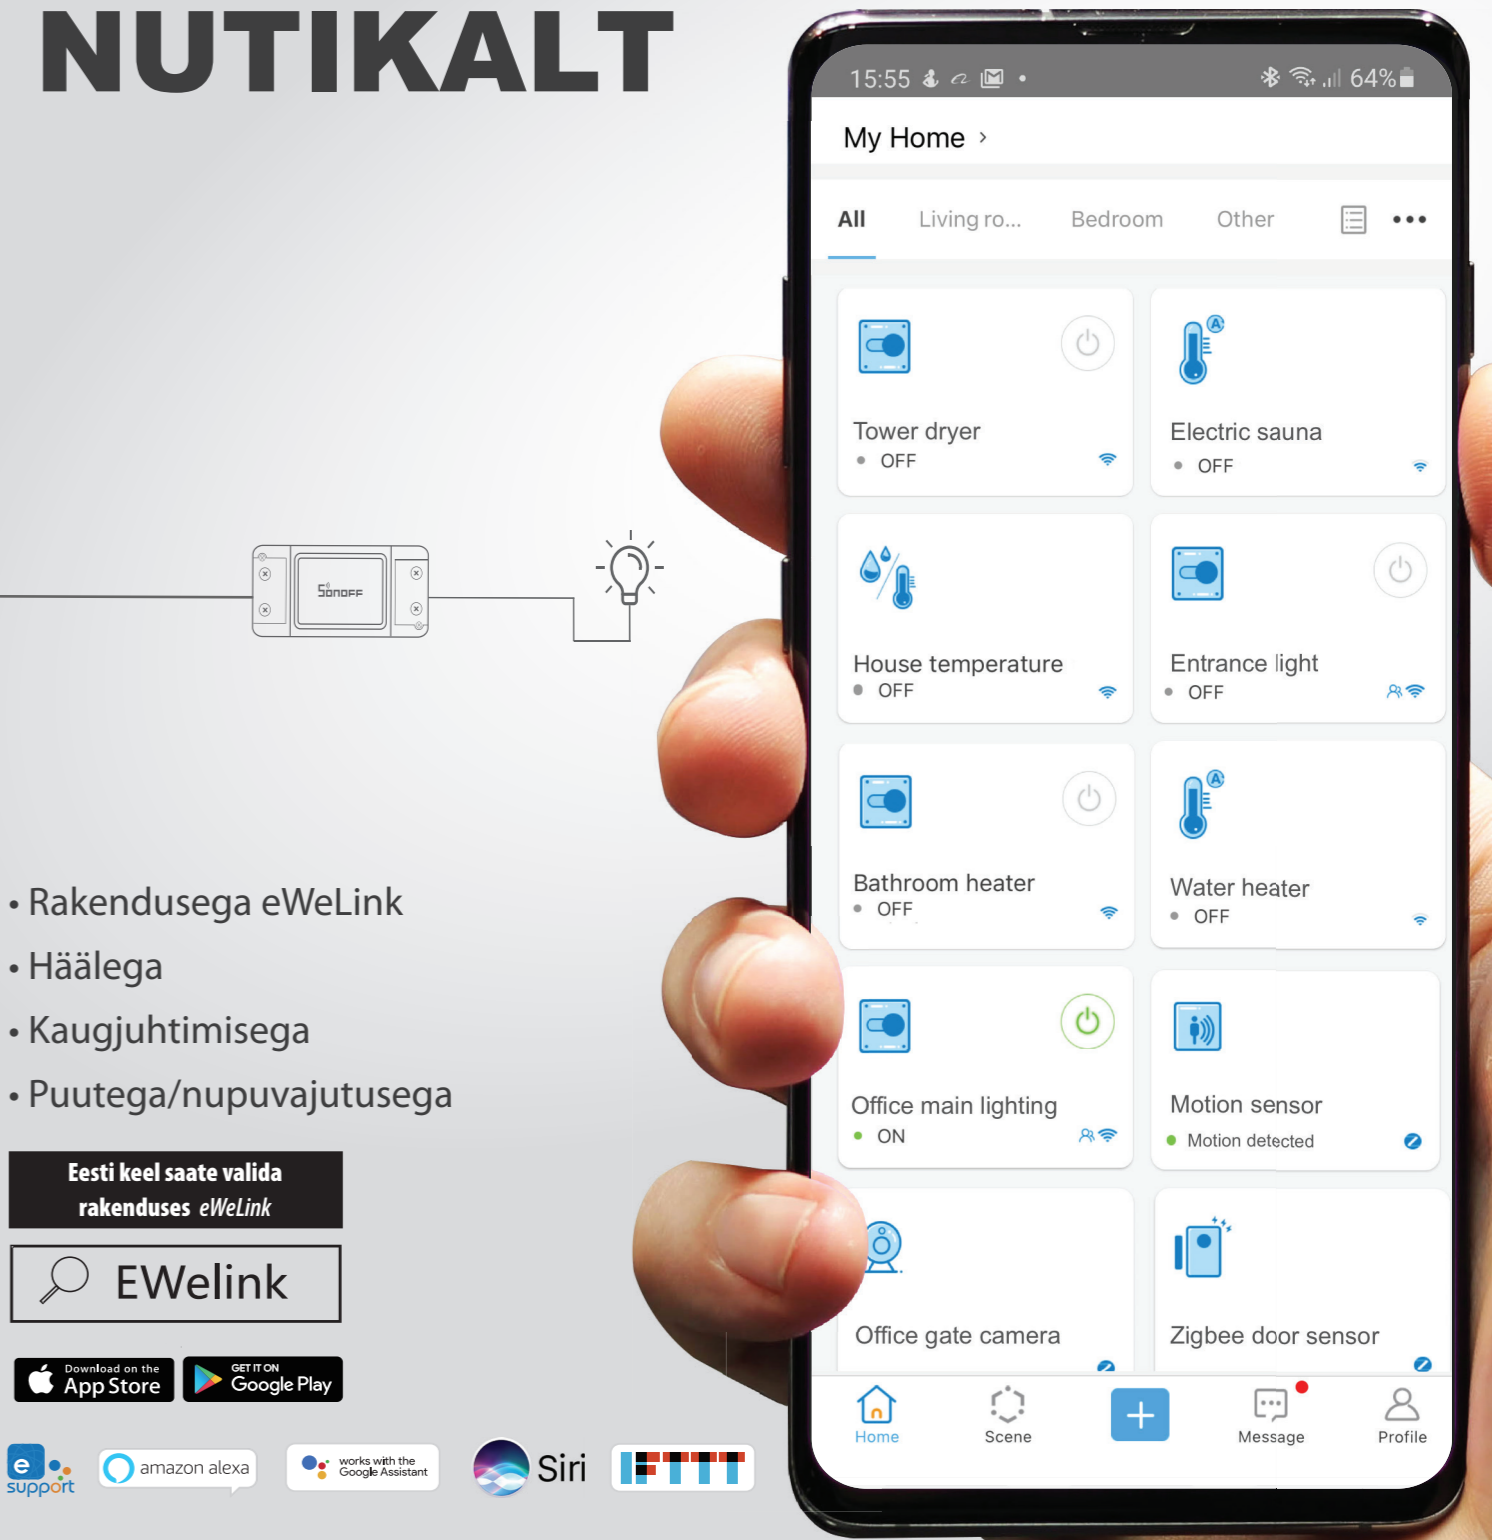 NUTIKALT
SONOFF
• Rakendusega eWeLink
• Häälega
• Kaugjuhtimisega
• Puutega/nupuvajutusega
Eesti keel saate valida
rakenduses eWeLink
EWelink
Download on the
App Store
GET IT ON
Google Play
e
support
amazon alexa
works with the
Google Assistant
Siri
IFTTT
15:55
64%
My Home >
All Living ro... Bedroom Other
Tower dryer
OFF
A
Electric sauna
OFF
House temperature
OFF
Entrance light
OFF
Bathroom heater
OFF
A
Water heater
OFF
Office main lighting
ON
Motion sensor
Motion detected
Office gate camera
Zigbee door sensor
Home Scene Message Profile